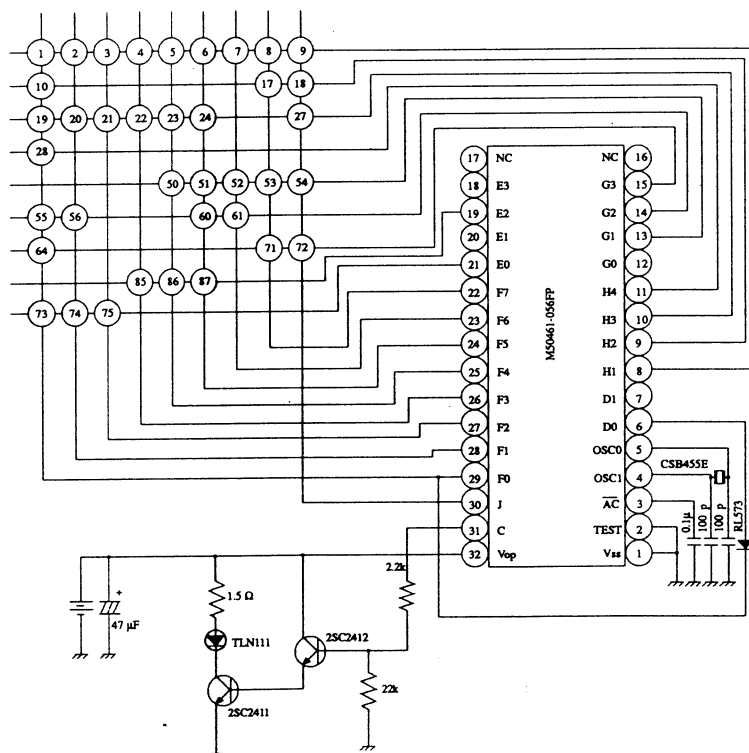 1 2 3 4 5 6 7 8 9
10 17 18
19 20 21 22 23 24 27
28
50 51 52 53 54
55 56 60 61
64 71 72
85 86 87
73 74 75
M50461-056FP
17 NC NC 16
18 E3 G3 15
19 E2 G2 14
20 E1 G1 13
21 E0 G0 12
22 F7 H4 11
23 F6 H3 10
24 F5 H2 9
25 F4 H1 8
26 F3 D1 7
27 F2 D0 6
28 F1 OSC0 5
29 F0 OSC1 4
30 J AC 3
31 C TEST 2
32 Vop Vss 1
CSB455E
0.1μ
100 p
100 p
RL573
2.2k
1.5 Ω
+
47 μF
TLN111
2SC2412
2SC2411
22k